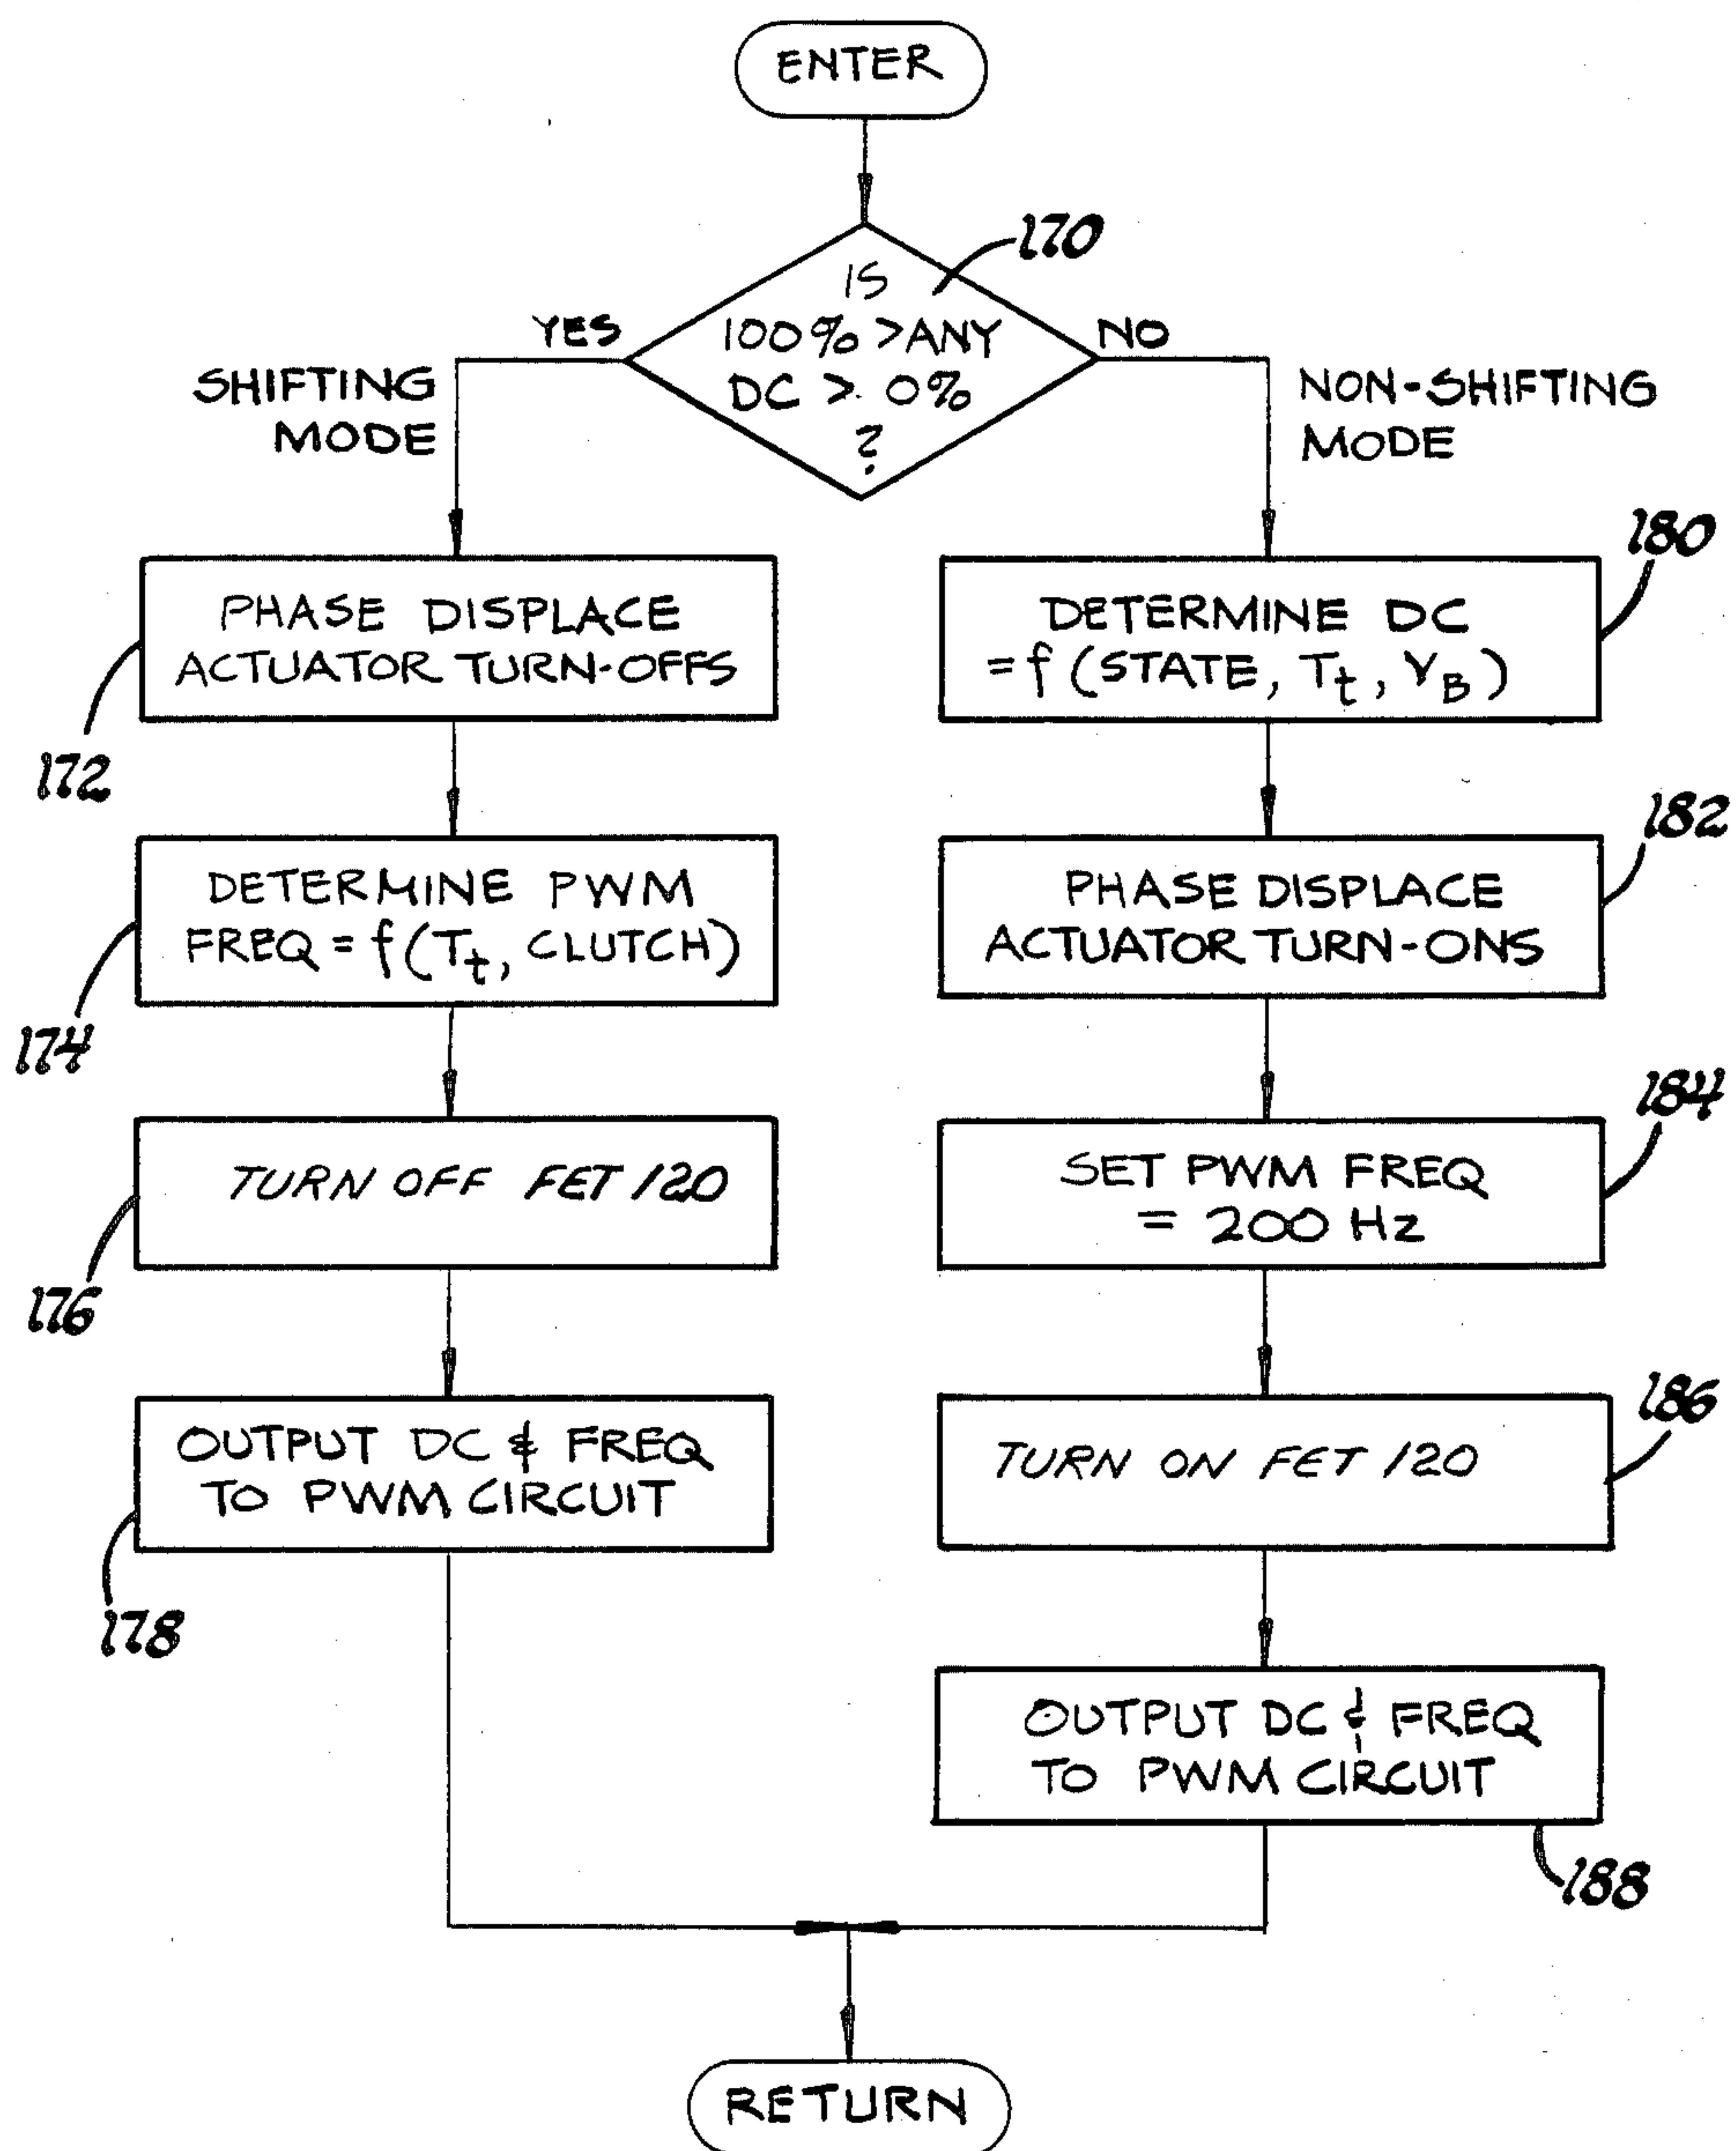 ENTER
170
IS
100% > ANY
DC > 0%
?
YES
NO
SHIFTING
MODE
NON-SHIFTING
MODE
PHASE DISPLACE
ACTUATOR TURN-OFFS
172
DETERMINE PWM
FREQ = f(Tt, CLUTCH)
174
TURN OFF FET 120
176
OUTPUT DC & FREQ
TO PWM CIRCUIT
178
180
DETERMINE DC
= f (STATE, Tt, VB)
182
PHASE DISPLACE
ACTUATOR TURN-ONS
184
SET PWM FREQ
= 200 Hz
186
TURN ON FET 120
OUTPUT DC & FREQ
TO PWM CIRCUIT
188
RETURN